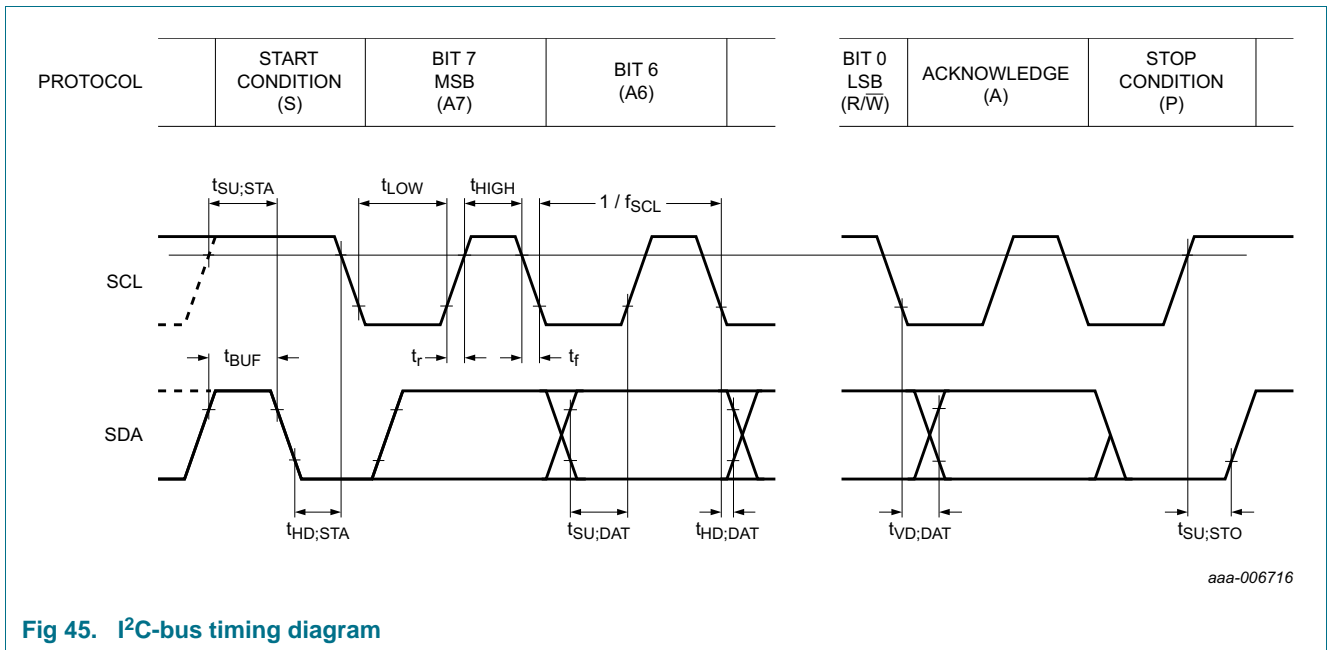 PROTOCOL
START
CONDITION
(S)
BIT 7
MSB
(A7)
BIT 6
(A6)
BIT 0
LSB
(R/W̅)
ACKNOWLEDGE
(A)
STOP
CONDITION
(P)
tSU;STA
tLOW
tHIGH
1 / fSCL
SCL
tBUF
tr
tf
SDA
tHD;STA
tSU;DAT
tHD;DAT
tVD;DAT
tSU;STO
aaa-006716
Fig 45. I²C-bus timing diagram